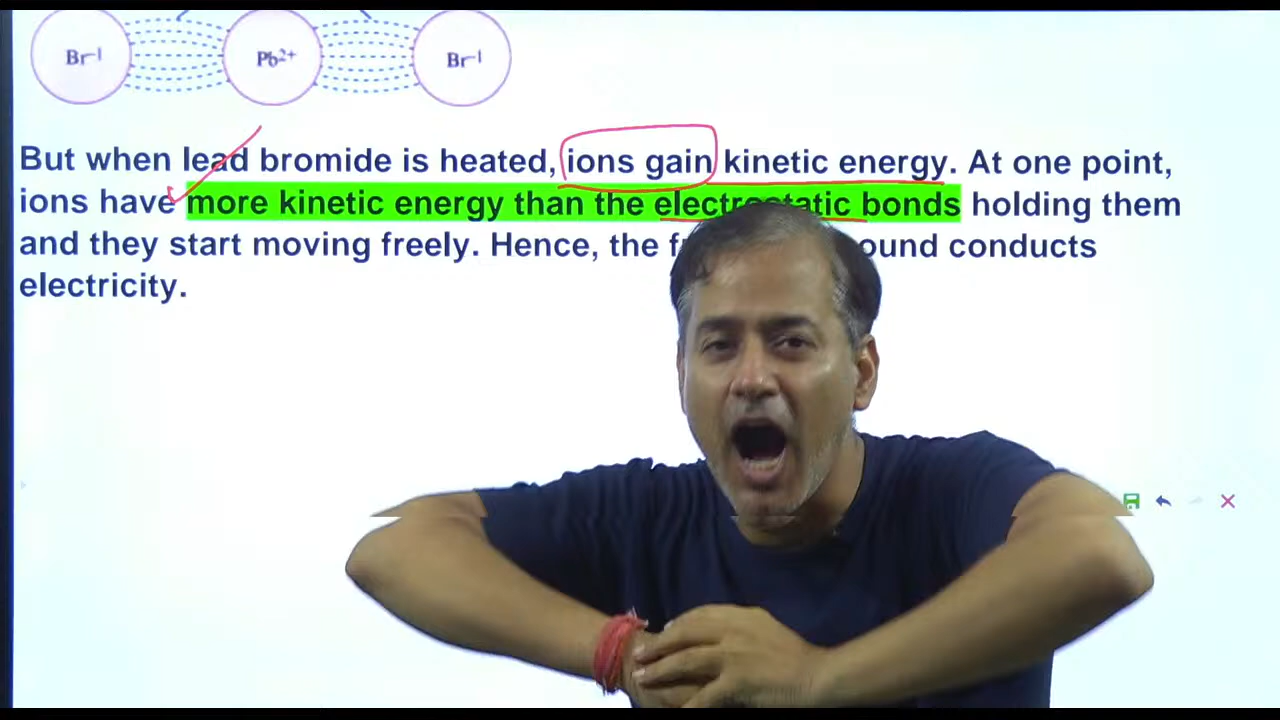 Br⁻¹ Pb²⁺ Br⁻¹
But when lead bromide is heated, ions gain kinetic energy. At one point,
ions have more kinetic energy than the electrostatic bonds holding them
and they start moving freely. Hence, the conducts
electricity.